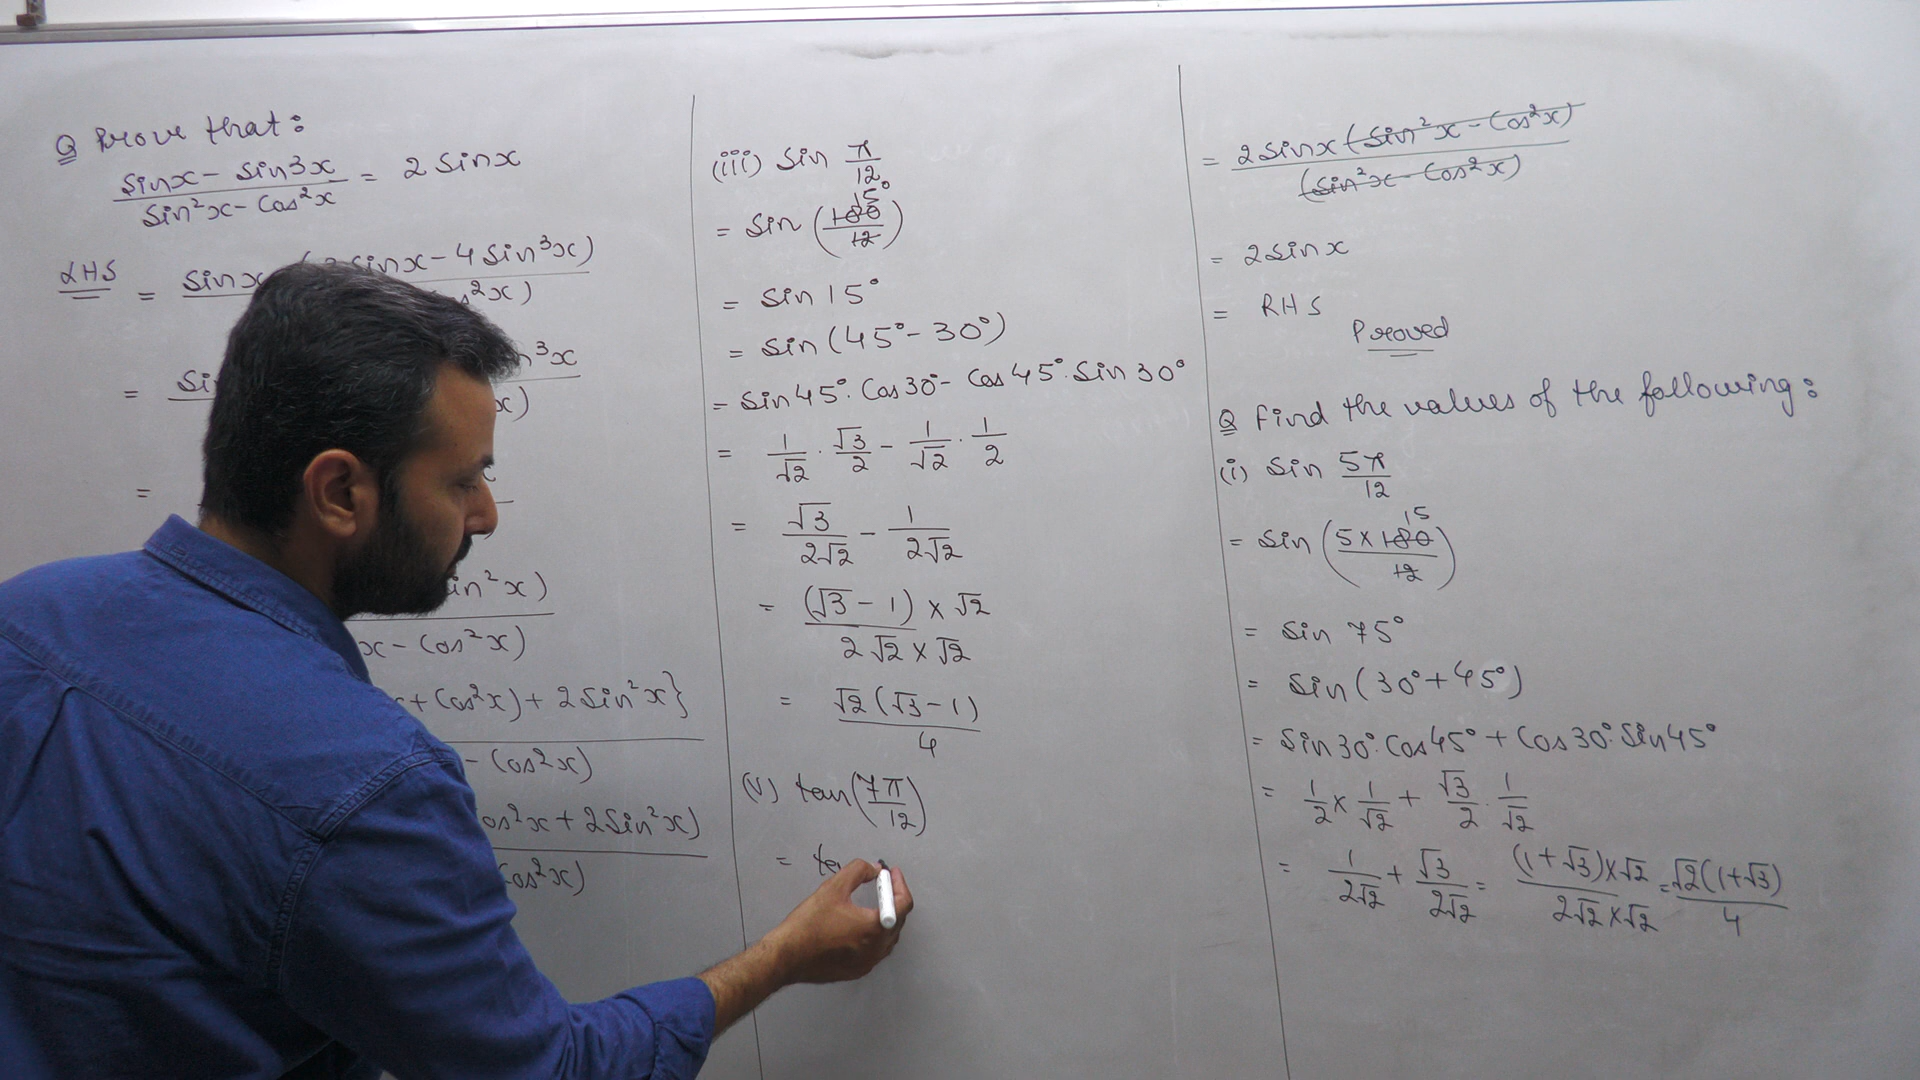 Q Prove that:
sinx - sin3x / sin²x - cos²x = 2 sinx
LHS = sinx sinx - 4 sin³x) / ²x)
= n³x / x)
=
in²x) / x - cos²x)
+ cos²x) + 2 sin²x} / - cos²x)
os²x + 2 sin²x) / cos²x)
(iii) sin π/12
= sin (180/12) 15°
= sin 15°
= sin (45° - 30°)
= sin 45°. cos 30° - cos 45°. sin 30°
= 1/√2 . √3/2 - 1/√2 . 1/2
= √3/2√2 - 1/2√2
= (√3 - 1) × √2 / 2√2 × √2
= √2 (√3 - 1) / 4
(v) tan (7π/12)
=
= 2 sinx (sin²x - cos²x) / (sin²x - cos²x)
= 2 sinx
= RHS
Proved
Q Find the values of the following:
(i) sin 5π/12
= sin (5 × 180/12) 15
= sin 75°
= sin (30° + 45°)
= sin 30°. cos 45° + cos 30°. sin 45°
= 1/2 × 1/√2 + √3/2 . 1/√2
= 1/2√2 + √3/2√2 = (1 + √3) × √2 / 2√2 × √2 = √2 (1 + √3) / 4